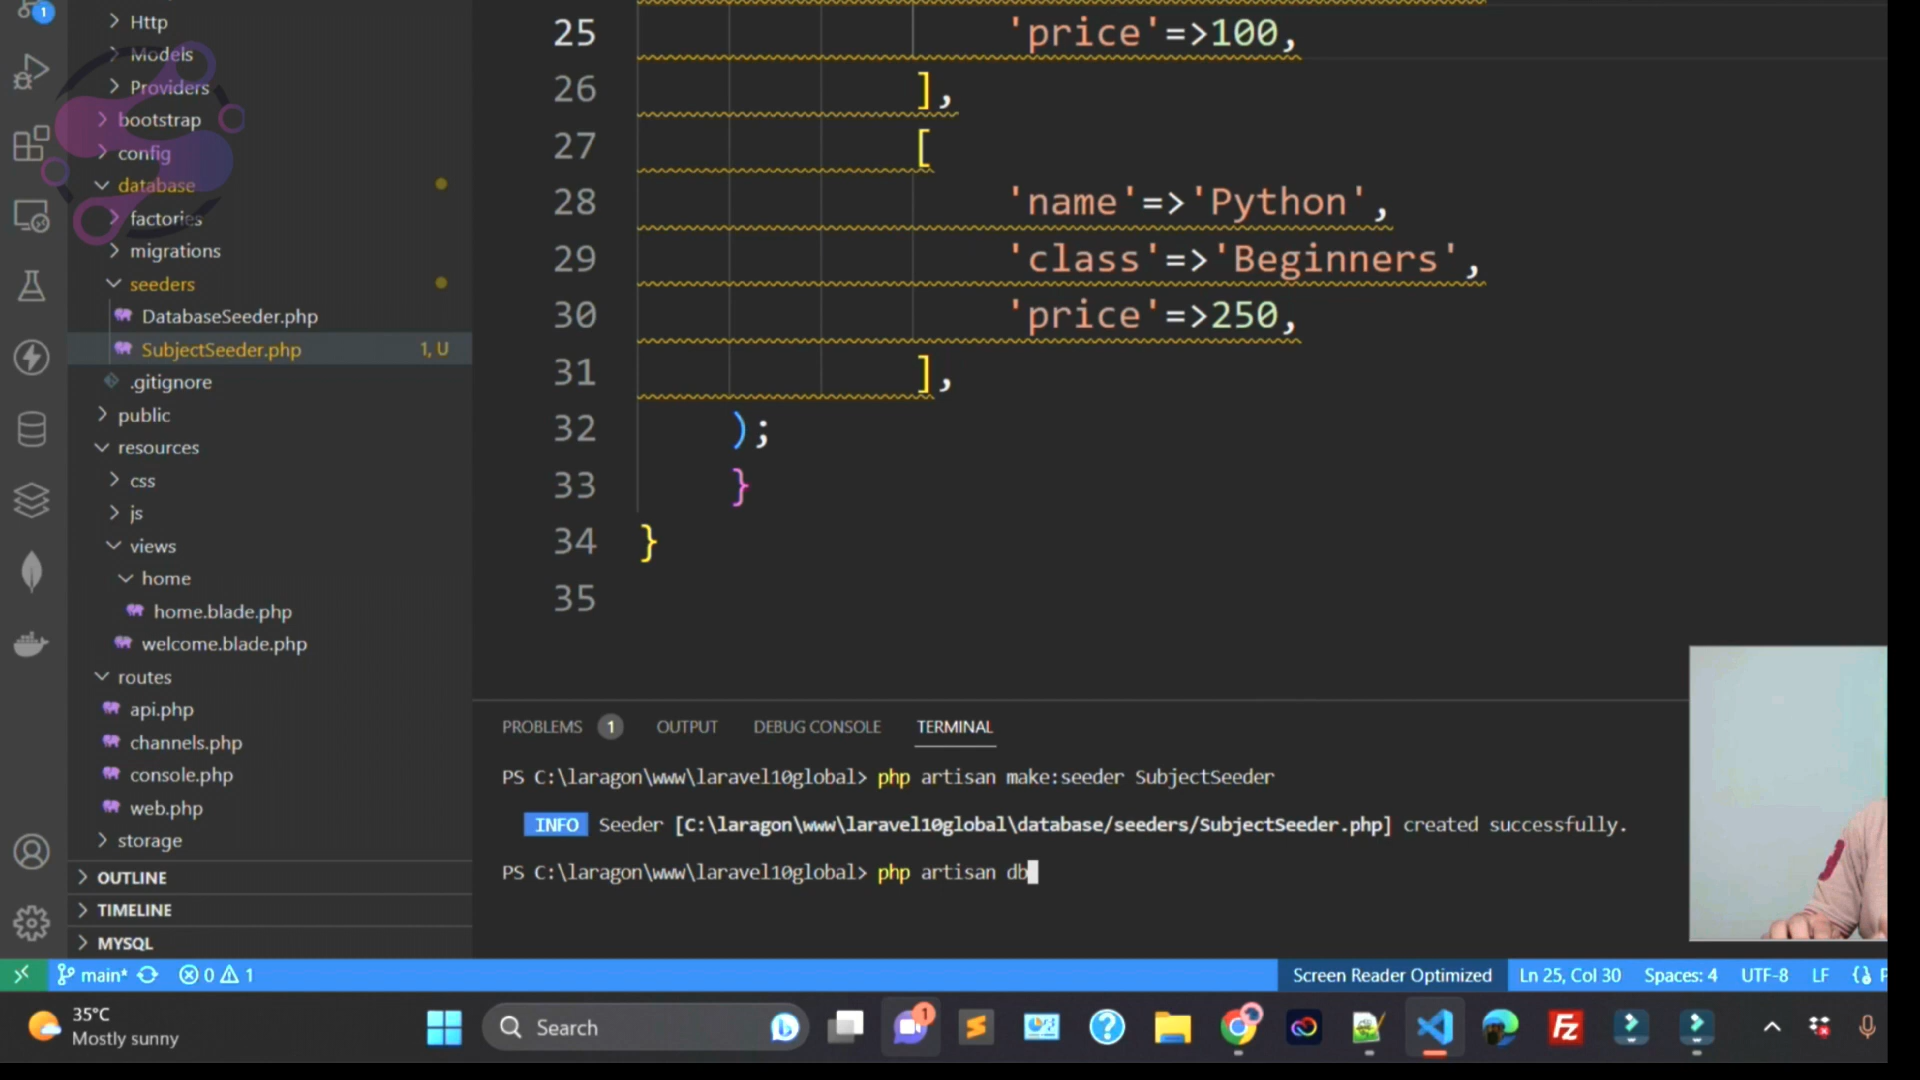 1
Http
Models
Providers
bootstrap
config
database
factories
migrations
seeders
DatabaseSeeder.php
SubjectSeeder.php 1, U
.gitignore
public
resources
css
js
views
home
home.blade.php
welcome.blade.php
routes
api.php
channels.php
console.php
web.php
storage
OUTLINE
TIMELINE
MYSQL
25 'price'=>100,
26 ],
27 [
28 'name'=>'Python',
29 'class'=>'Beginners',
30 'price'=>250,
31 ],
32 );
33 }
34 }
35
PROBLEMS 1 OUTPUT DEBUG CONSOLE TERMINAL
PS C:\laragon\www\laravel10global> php artisan make:seeder SubjectSeeder
INFO Seeder [C:\laragon\www\laravel10global\database/seeders/SubjectSeeder.php] created successfully.
PS C:\laragon\www\laravel10global> php artisan db
main* 0 1 Screen Reader Optimized Ln 25, Col 30 Spaces: 4 UTF-8 LF {
35°C
Mostly sunny
Search
1
Fz